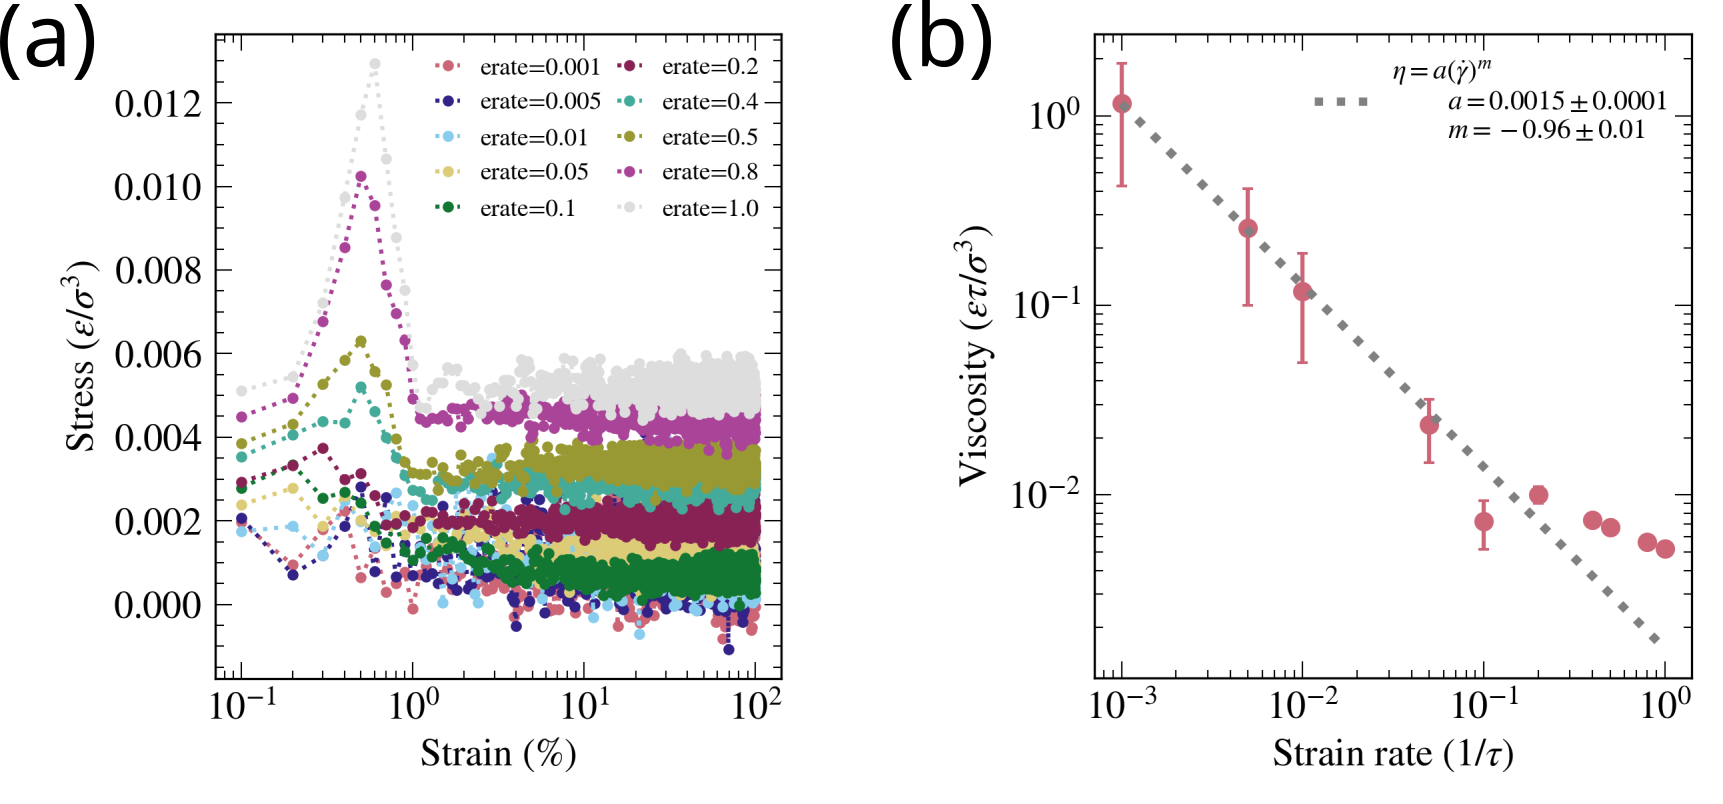 (a)
Stress (ε/σ³)
0.012
0.010
0.008
0.006
0.004
0.002
0.000
erate=0.001
erate=0.005
erate=0.01
erate=0.05
erate=0.1
erate=0.2
erate=0.4
erate=0.5
erate=0.8
erate=1.0
10⁻¹ 10⁰ 10¹ 10²
Strain (%)
(b)
Viscosity (ετ/σ³)
10⁰
10⁻¹
10⁻²
η = a(γ̇)ᵐ
a = 0.0015 ± 0.0001
m = −0.96 ± 0.01
10⁻³ 10⁻² 10⁻¹ 10⁰
Strain rate (1/τ)